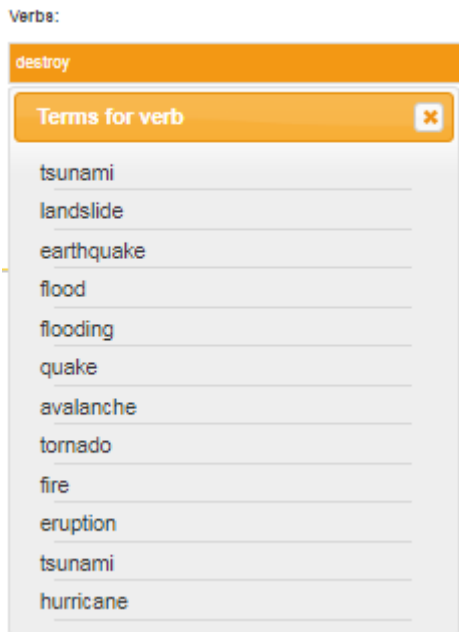 Verbs:
destroy
Terms for verb
tsunami
landslide
earthquake
flood
flooding
quake
avalanche
tornado
fire
eruption
tsunami
hurricane